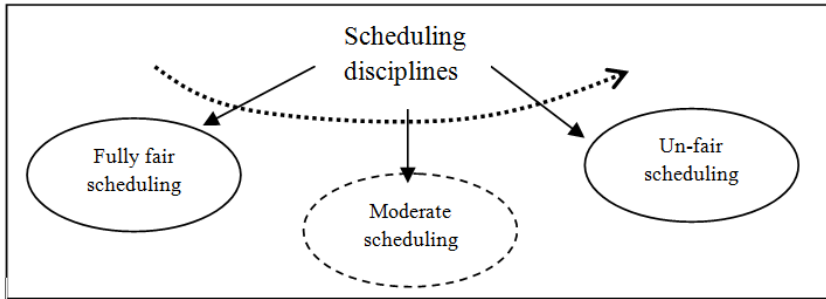 Scheduling
disciplines
Fully fair
scheduling
Moderate
scheduling
Un-fair
scheduling